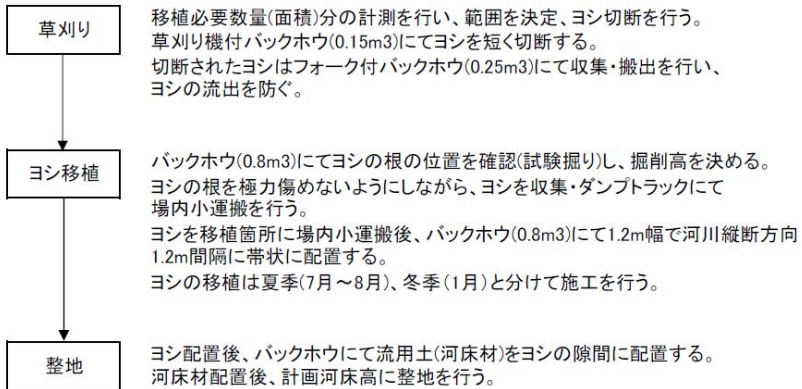 草刈り
移植必要数量(面積)分の計測を行い、範囲を決定、ヨシ切断を行う。
草刈り機付バックホウ(0.15m3)にてヨシを短く切断する。
切断されたヨシはフォーク付バックホウ(0.25m3)にて収集・搬出を行い、
ヨシの流出を防ぐ。
ヨシ移植
バックホウ(0.8m3)にてヨシの根の位置を確認(試験掘り)し、掘削高を決める。
ヨシの根を極力傷めないようにしながら、ヨシを収集・ダンプトラックにて
場内小運搬を行う。
ヨシを移植箇所に場内小運搬後、バックホウ(0.8m3)にて1.2m幅で河川縦断方向
1.2m間隔に帯状に配置する。
ヨシの移植は夏季(7月～8月)、冬季(1月)と分けて施工を行う。
整地
ヨシ配置後、バックホウにて流用土(河床材)をヨシの隙間に配置する。
河床材配置後、計画河床高に整地を行う。